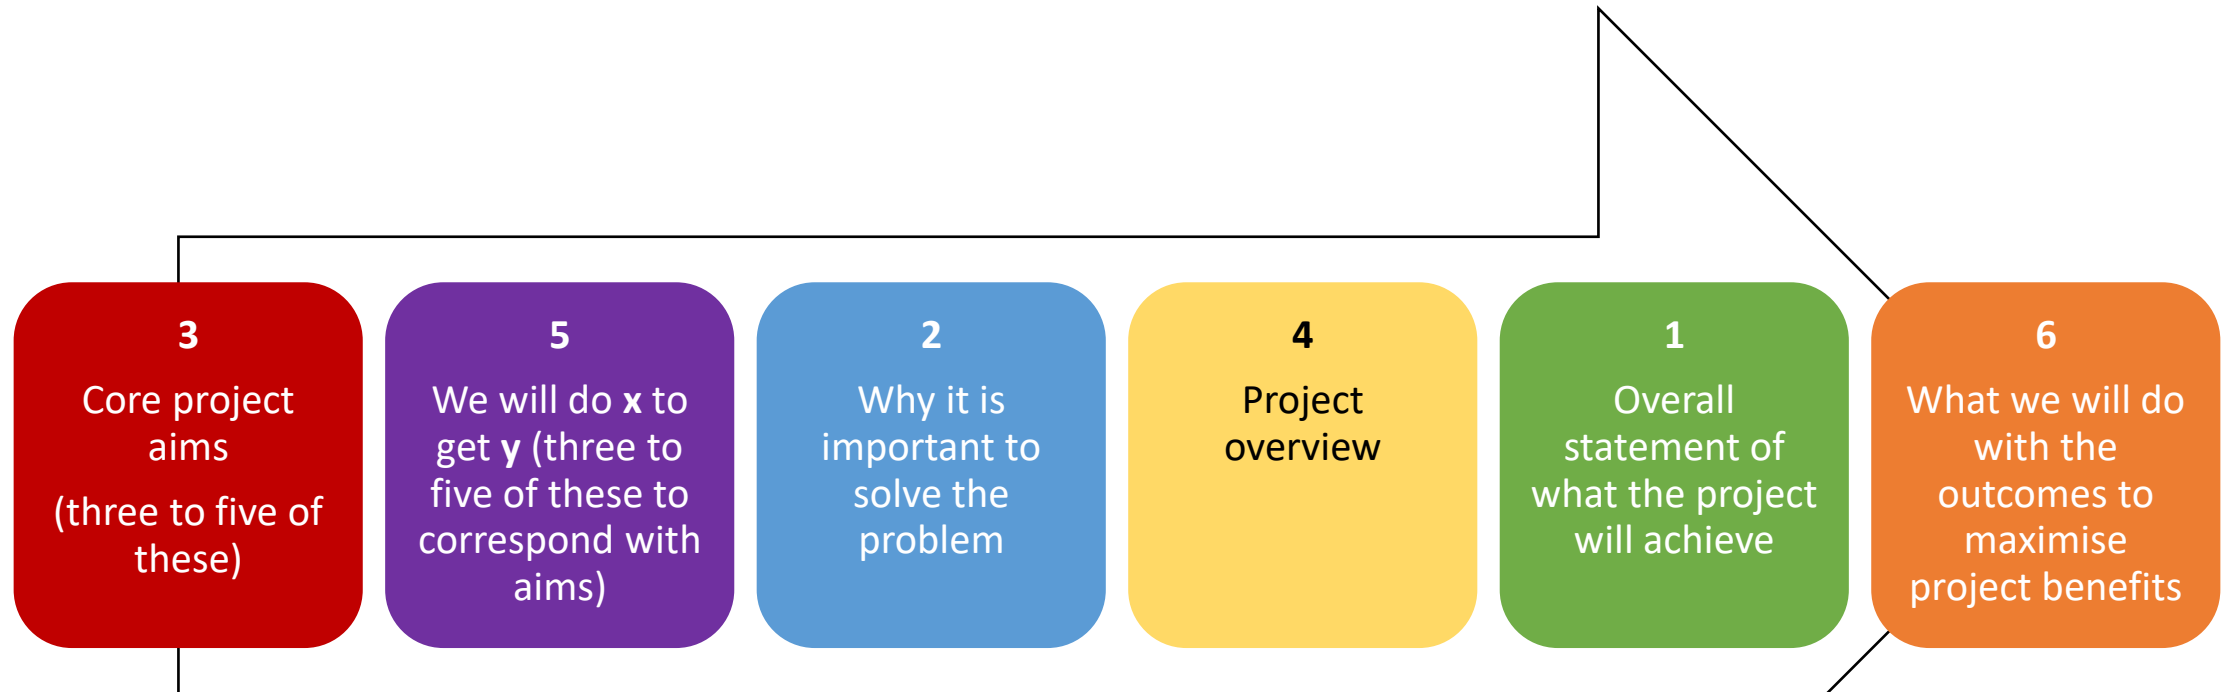 3
Core project
aims
(three to five of
these)
5
We will do x to
get y (three to
five of these to
correspond with
aims)
2
Why it is
important to
solve the
problem
4
Project
overview
1
Overall
statement of
what the project
will achieve
6
What we will do
with the
outcomes to
maximise
project benefits